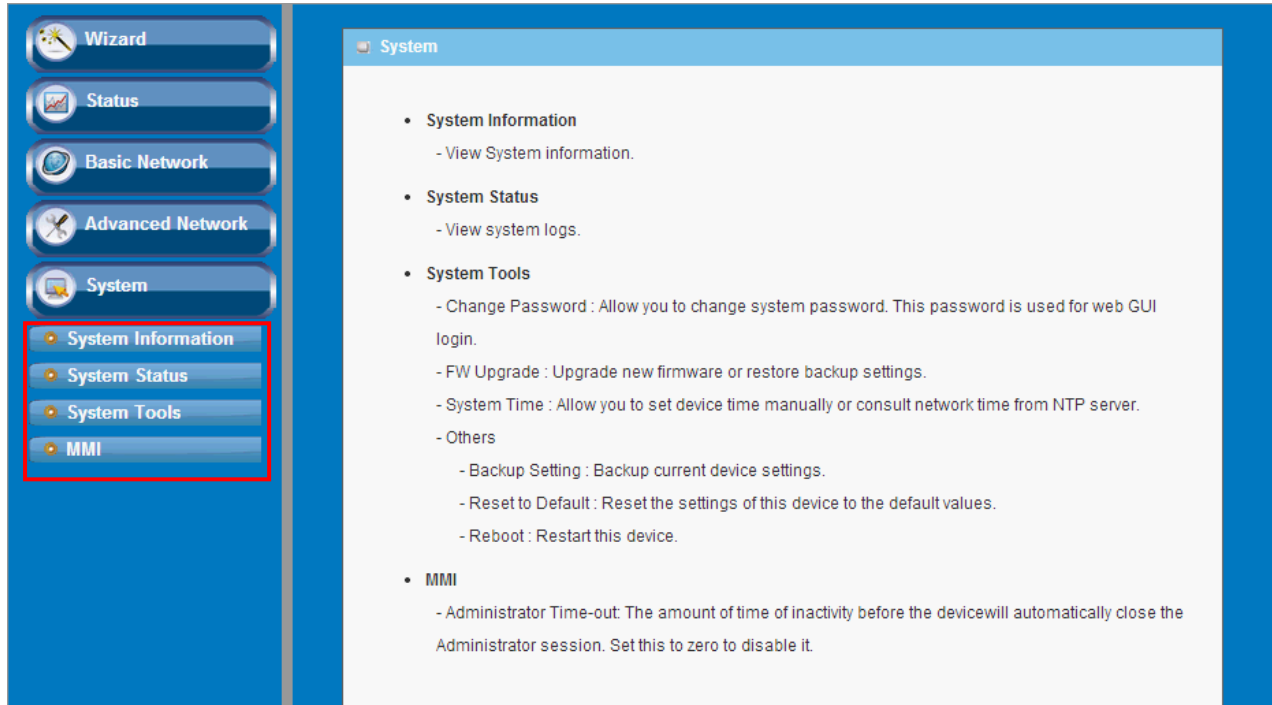 Wizard
Status
Basic Network
Advanced Network
System
System Information
System Status
System Tools
MMI
System
• System Information
- View System information.
• System Status
- View system logs.
• System Tools
- Change Password : Allow you to change system password. This password is used for web GUI
login.
- FW Upgrade : Upgrade new firmware or restore backup settings.
- System Time : Allow you to set device time manually or consult network time from NTP server.
- Others
- Backup Setting : Backup current device settings.
- Reset to Default : Reset the settings of this device to the default values.
- Reboot : Restart this device.
• MMI
- Administrator Time-out: The amount of time of inactivity before the devicewill automatically close the
Administrator session. Set this to zero to disable it.